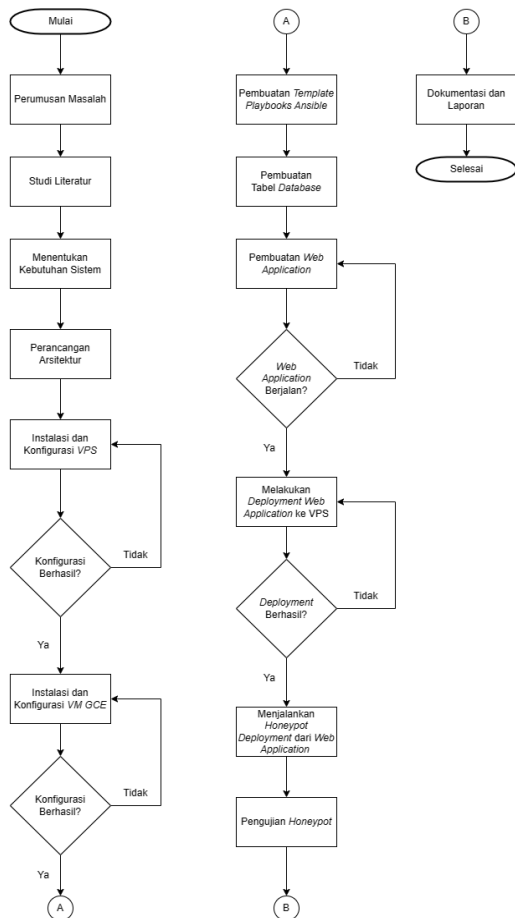 Mulai
Perumusan Masalah
Studi Literatur
Menentukan
Kebutuhan Sistem
Perancangan
Arsitektur
Instalasi dan
Konfigurasi VPS
Konfigurasi
Berhasil?
Tidak
Ya
Instalasi dan
Konfigurasi VM GCE
Konfigurasi
Berhasil?
Tidak
Ya
A
A
Pembuatan Template
Playbooks Ansible
Pembuatan
Tabel Database
Pembuatan Web
Application
Web
Application
Berjalan?
Tidak
Ya
Melakukan
Deployment Web
Application ke VPS
Deployment
Berhasil?
Tidak
Ya
Menjalankan
Honeypot
Deployment dari Web
Application
Pengujian Honeypot
B
B
Dokumentasi dan
Laporan
Selesai